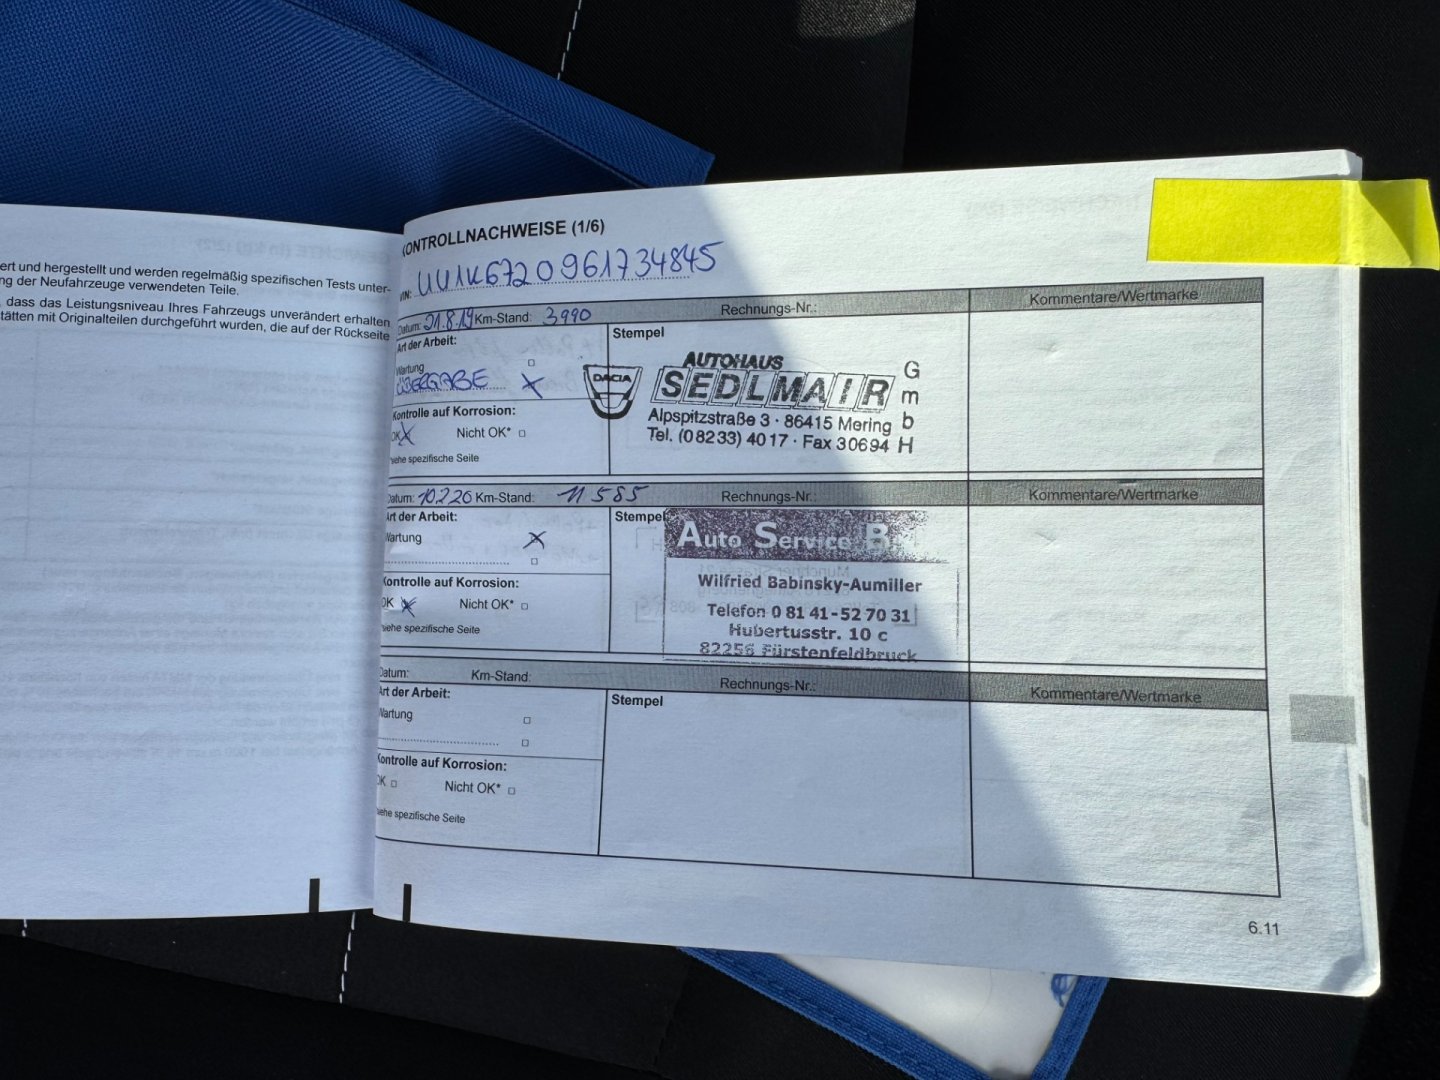 ert und hergestellt und werden regelmäßig spezifischen Tests unter-
ng der Neufahrzeuge verwendeten Teile.
, dass das Leistungsniveau Ihres Fahrzeugs unverändert erhalten
tätten mit Originalteilen durchgeführt wurden, die auf der Rückseite
KONTROLLNACHWEISE (1/6)
VIN: UU1K6720961734845
Datum: 21.8.19 Km-Stand: 3990 Rechnungs-Nr.: Kommentare/Wertmarke
Art der Arbeit:
Stempel
Wartung
ÜBERGABE X
Kontrolle auf Korrosion:
OK X Nicht OK*
siehe spezifische Seite
DACIA
AUTOHAUS
SEDLMAIR GmbH
Alpspitzstraße 3 · 86415 Mering
Tel. (08233) 4017 · Fax 30694
Datum: 10.2.20 Km-Stand: 11 585 Rechnungs-Nr.: Kommentare/Wertmarke
Art der Arbeit:
Stempel
Wartung X
Kontrolle auf Korrosion:
OK X Nicht OK*
siehe spezifische Seite
Auto Service B
Wilfried Babinsky-Aumiller
Telefon 0 81 41-52 70 31
Hubertusstr. 10 c
82256 Fürstenfeldbruck
Datum: Km-Stand: Rechnungs-Nr.: Kommentare/Wertmarke
Art der Arbeit:
Stempel
Wartung
Kontrolle auf Korrosion:
OK Nicht OK*
siehe spezifische Seite
6.11